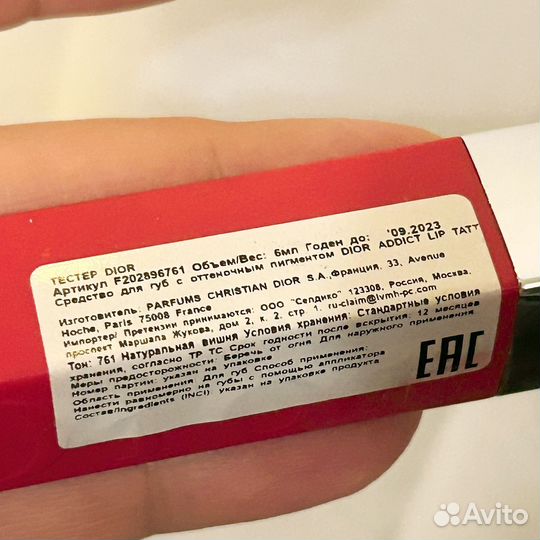 ТЕСТЕР DIOR
Артикул F202896761 Объем/Вес: 6мл Годен до: '09.2023
Средство для губ с оттеночным пигментом DIOR ADDICT LIP TATT
Изготовитель: PARFUMS CHRISTIAN DIOR S.A.,Франция, 33, Avenue
Hoche, Paris 75008 France
Импортер/ Претензии принимаются: ООО "Селдико" 123308, Россия, Москва,
проспект Маршала Жукова, дом 2, к. 2, стр. 1, ru-claim@lvmh-pc.com
Тон: 761 Натуральная вишня Условия хранения: Стандартные условия
хранения, согласно ТР ТС Срок годности после вскрытия: 12 месяцев
Меры предосторожности: Беречь от огня Для наружного применения
Номер партии: указан на упаковке
Область применения: Для губ Способ применения:
Нанести равномерно на губы с помощью аппликатора
Состав/Ingredients (INCI): указан на упаковке продукта
EAC
Avito